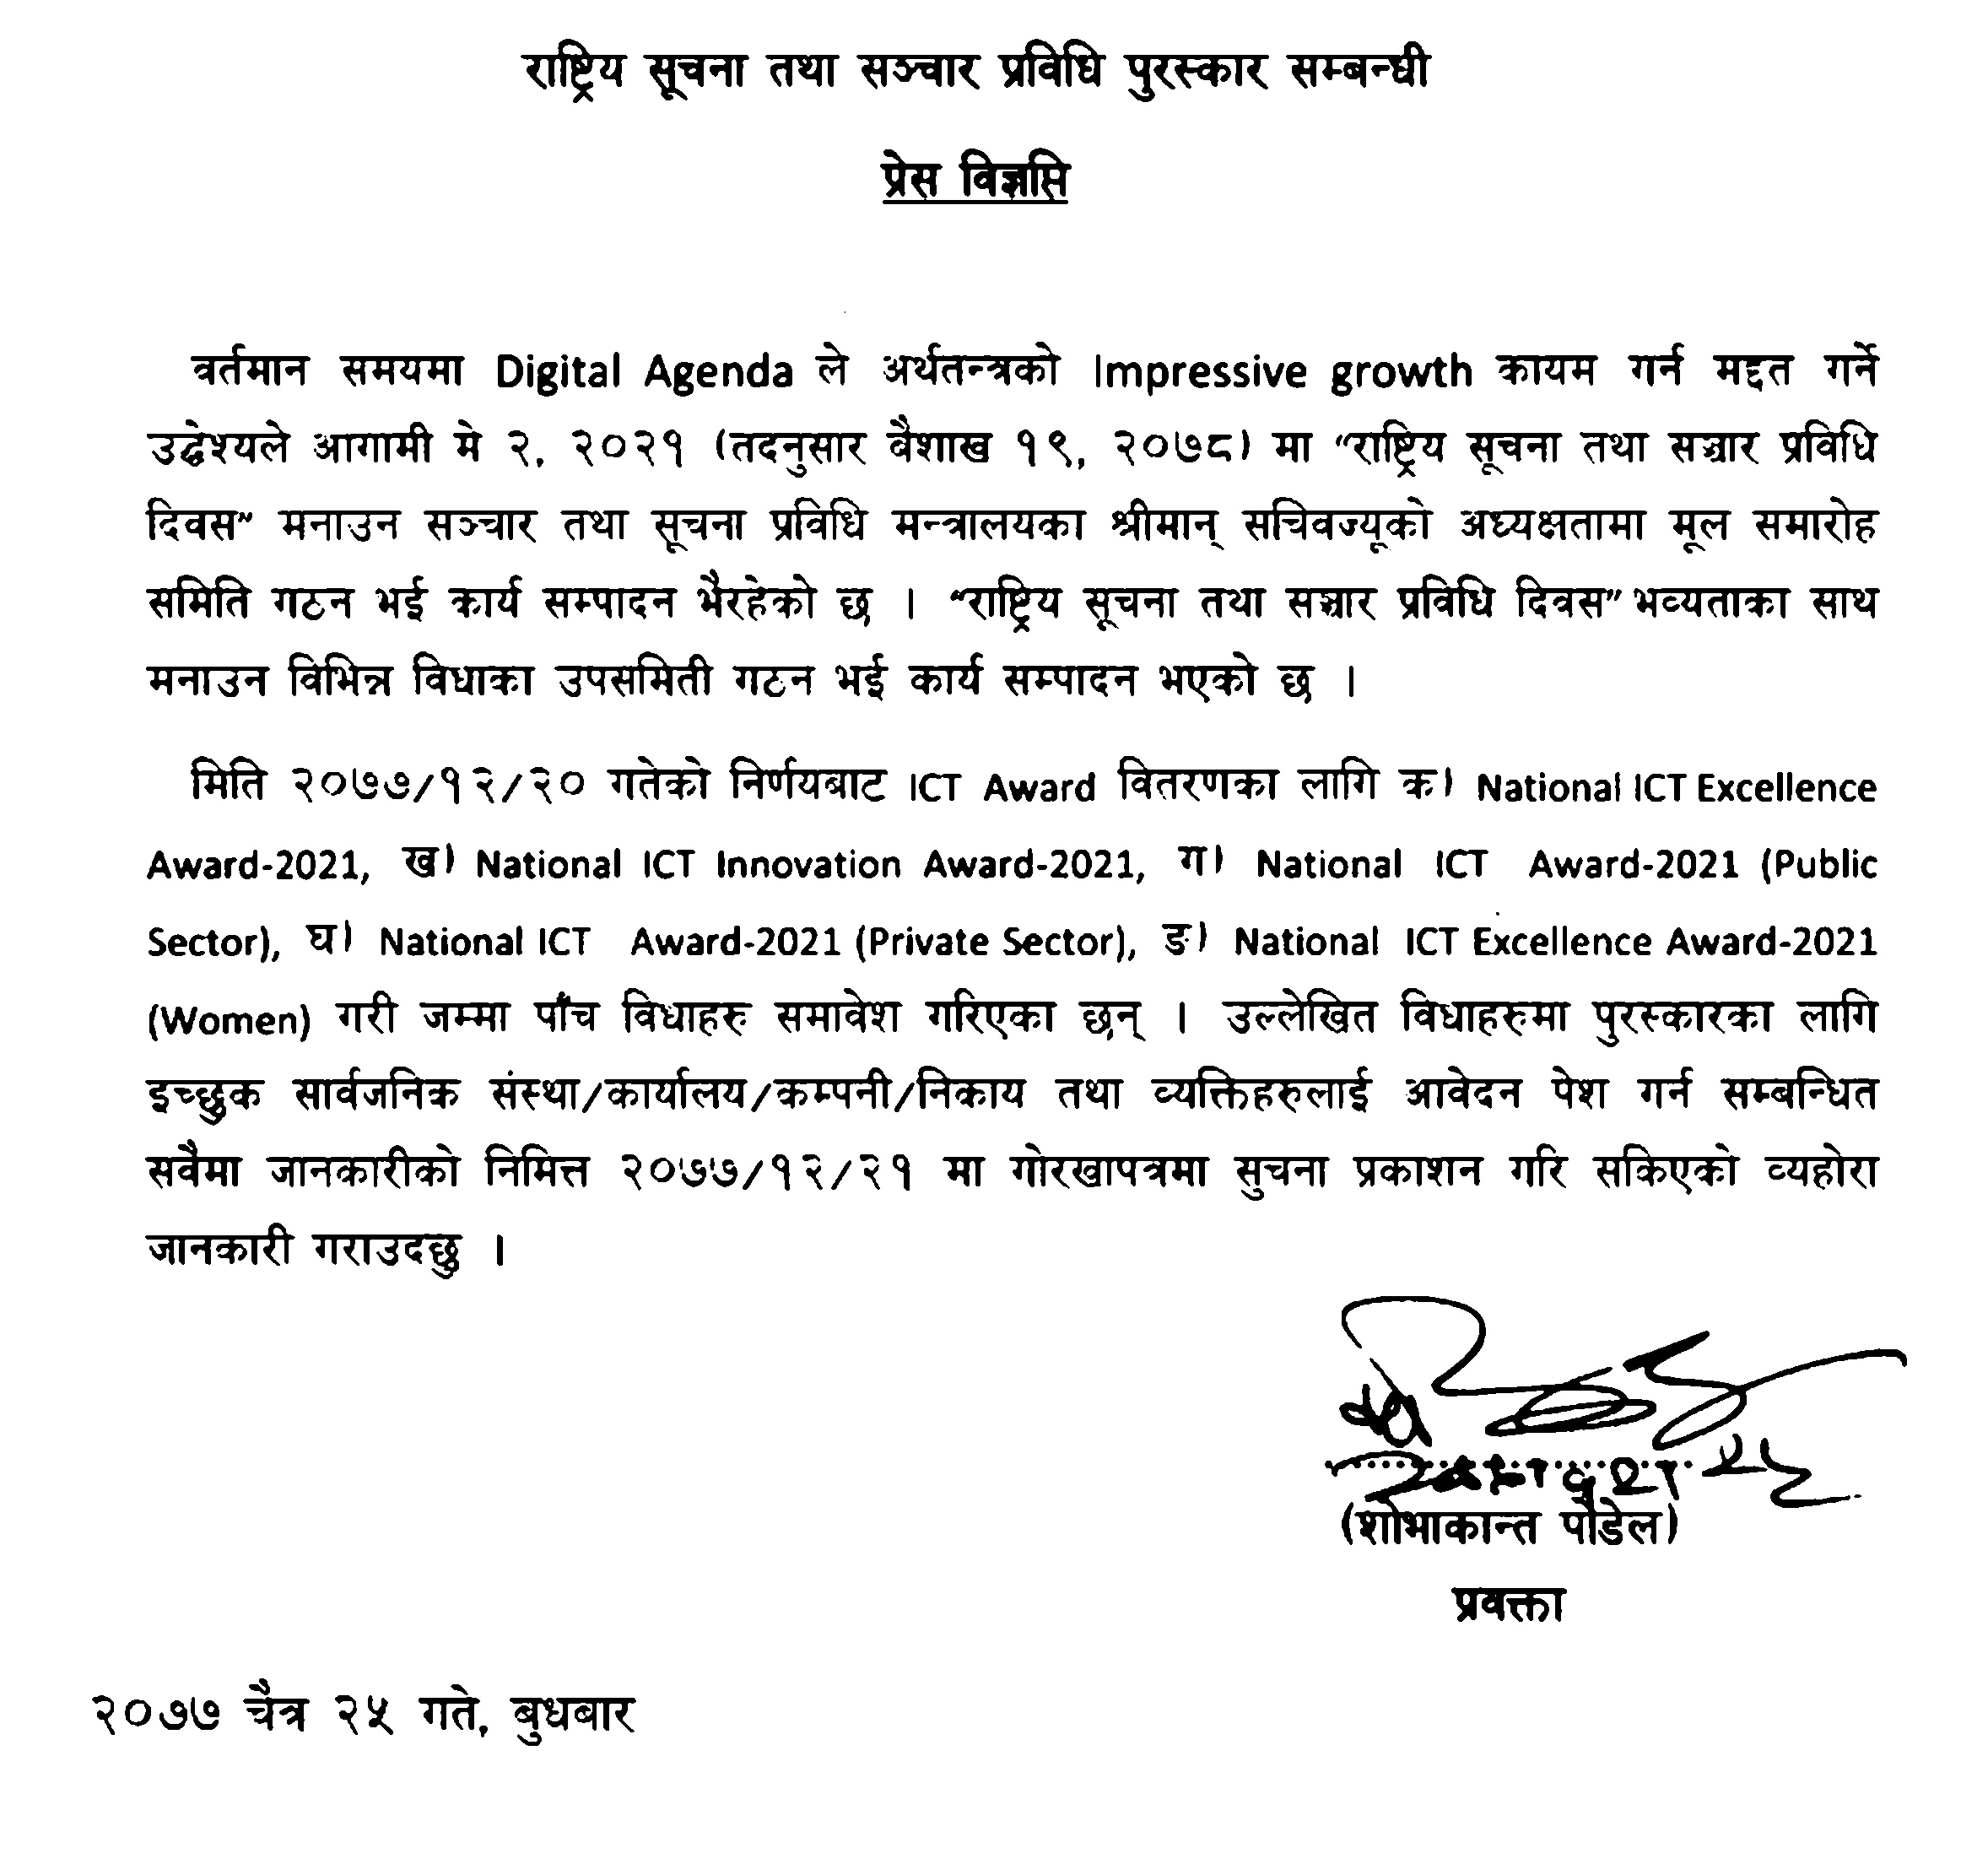 राष्ट्रिय सूचना तथा सञ्चार प्रविधि पुरस्कार सम्बन्धी
प्रेस विज्ञप्ति
वर्तमान समयमा Digital Agenda ले अर्थतन्त्रको Impressive growth कायम गर्न मद्दत गर्ने
उद्धेश्यले आगामी मे २, २०२१ (तदनुसार बैशाख १९, २०७८) मा "राष्ट्रिय सूचना तथा सञ्चार प्रविधि
दिवस" मनाउन सञ्चार तथा सूचना प्रविधि मन्त्रालयका श्रीमान् सचिवज्यूको अध्यक्षतामा मूल समारोह
समिति गठन भई कार्य सम्पादन भैरहेको छ । "राष्ट्रिय सूचना तथा सञ्चार प्रविधि दिवस" भव्यताका साथ
मनाउन विभिन्न विधाका उपसमिती गठन भई कार्य सम्पादन भएको छ ।
मिति २०७७/१२/२० गतेको निर्णयबाट ICT Award वितरणका लागि क) National ICT Excellence
Award-2021, ख) National ICT Innovation Award-2021, ग) National ICT Award-2021 (Public
Sector), घ) National ICT Award-2021 (Private Sector), ङ) National ICT Excellence Award-2021
(Women) गरी जम्मा पाँच विधाहरु समावेश गरिएका छन् । उल्लेखित विधाहरुमा पुरस्कारका लागि
इच्छुक सार्वजनिक संस्था/कार्यालय/कम्पनी/निकाय तथा व्यक्तिहरुलाई आवेदन पेश गर्न सम्बन्धित
सवैमा जानकारीको निमित्त २०७७/१२/२१ मा गोरखापत्रमा सुचना प्रकाशन गरि सकिएको व्यहोरा
जानकारी गराउदछु ।
(शोभाकान्त पौडेल)
प्रवक्ता
२०७७ चैत्र २५ गते, बुधबार